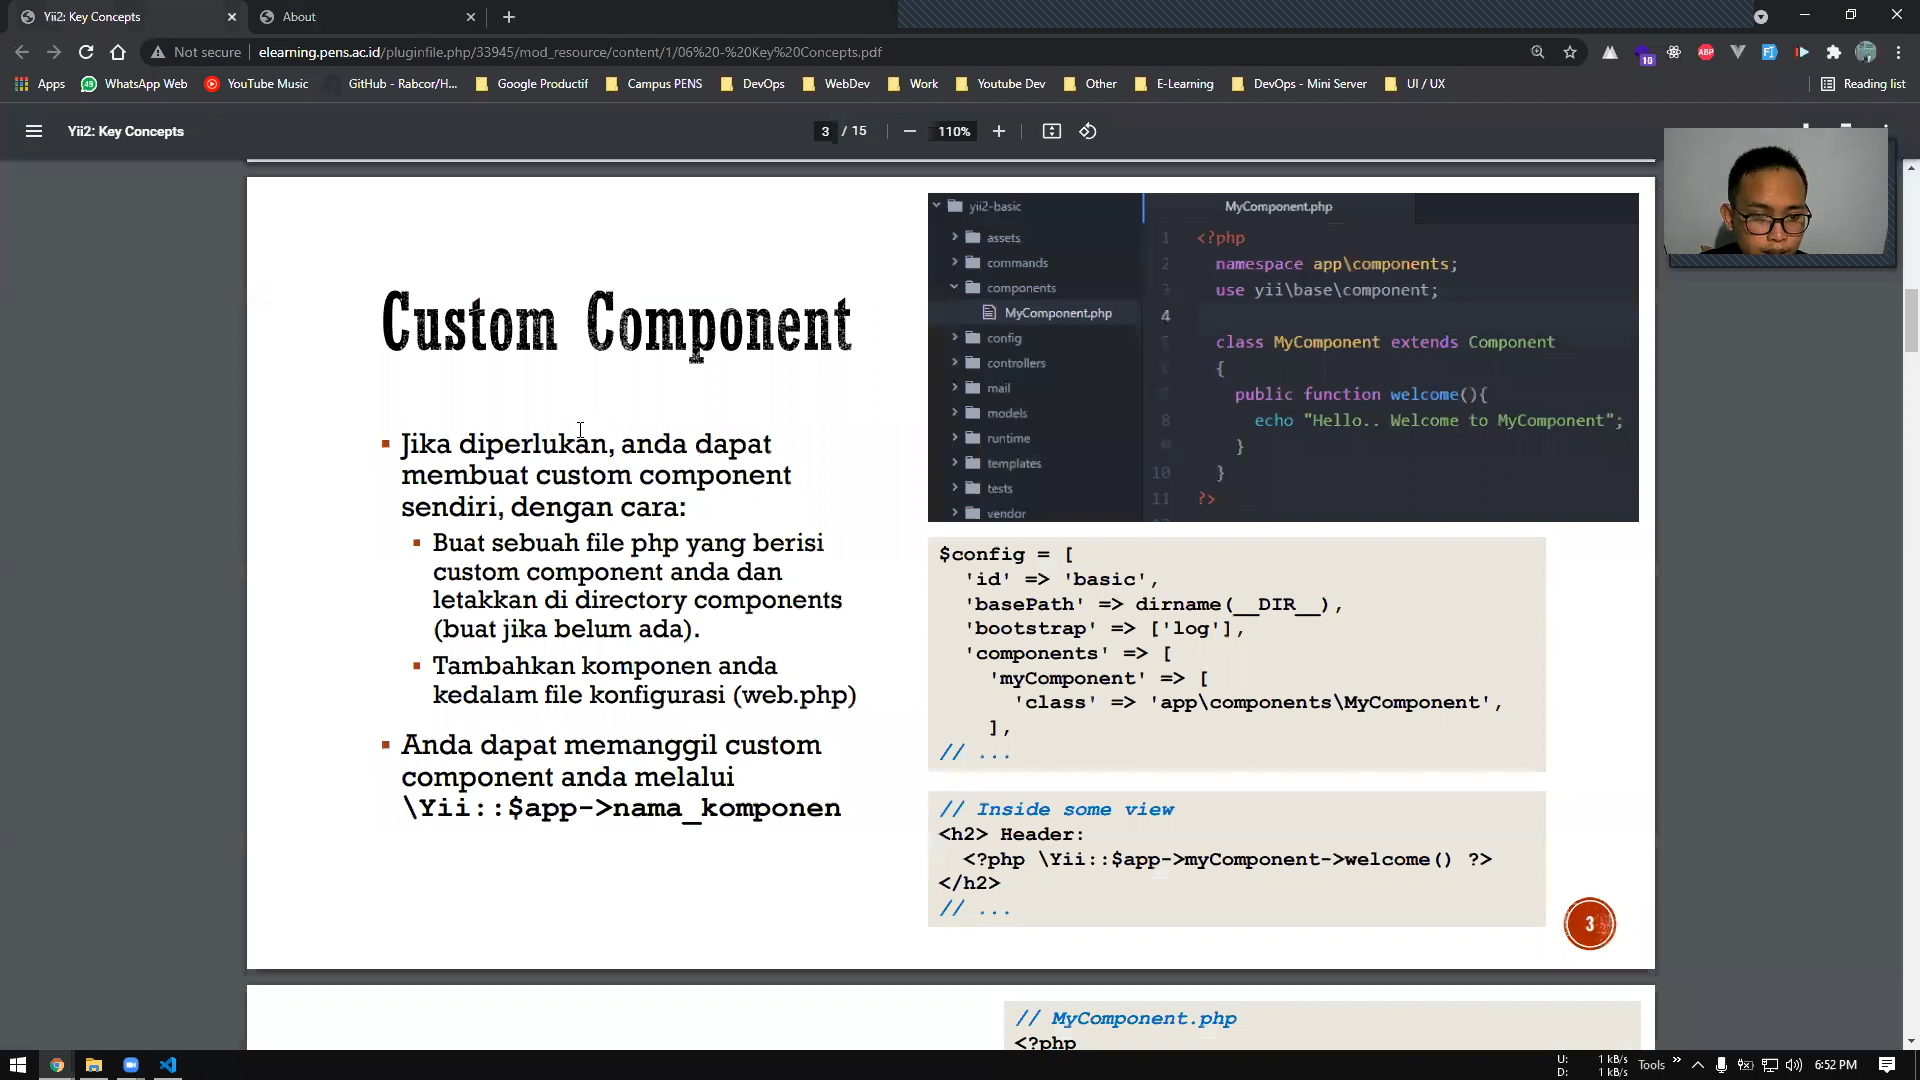 Yii2: Key Concepts
About
Not secure
elearning.pens.ac.id/pluginfile.php/33945/mod_resource/content/1/06%20-%20Key%20Concepts.pdf
10
ABP
Apps
49
WhatsApp Web
YouTube Music
GitHub - Rabcor/H...
Google Productif
Campus PENS
DevOps
WebDev
Work
Youtube Dev
Other
E-Learning
DevOps - Mini Server
UI / UX
Reading list
Yii2: Key Concepts
3 / 15
110%
Custom Component
Jika diperlukan, anda dapat
membuat custom component
sendiri, dengan cara:
Buat sebuah file php yang berisi
custom component anda dan
letakkan di directory components
(buat jika belum ada).
Tambahkan komponen anda
kedalam file konfigurasi (web.php)
Anda dapat memanggil custom
component anda melalui
\Yii::$app->nama_komponen
yii2-basic
assets
commands
components
MyComponent.php
config
controllers
mail
models
runtime
templates
tests
vendor
MyComponent.php
1 <?php
2 namespace app\components;
use yii\base\component;
4
class MyComponent extends Component
{
public function welcome(){
8 echo "Hello.. Welcome to MyComponent";
}
10 }
11 ?>
$config = [
'id' => 'basic',
'basePath' => dirname(__DIR__),
'bootstrap' => ['log'],
'components' => [
'myComponent' => [
'class' => 'app\components\MyComponent',
],
// ...
// Inside some view
<h2> Header:
<?php \Yii::$app->myComponent->welcome() ?>
</h2>
// ...
3
// MyComponent.php
<?php
U: 1 kB/s
D: 1 kB/s
Tools
6:52 PM